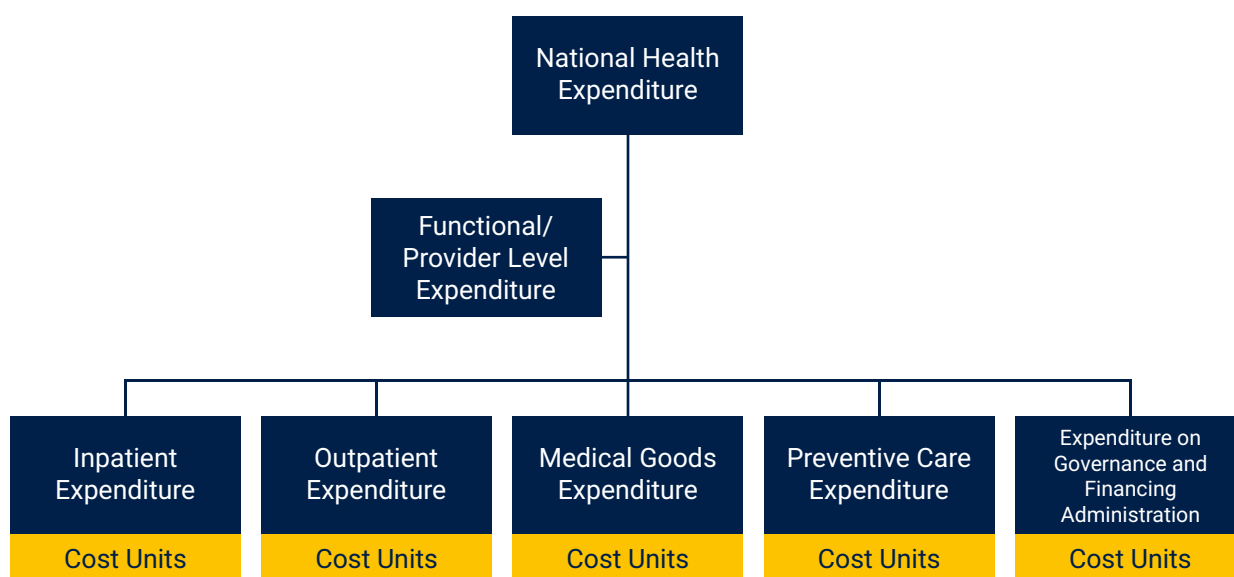 National Health
Expenditure
Functional/
Provider Level
Expenditure
Inpatient
Expenditure
Cost Units
Outpatient
Expenditure
Cost Units
Medical Goods
Expenditure
Cost Units
Preventive Care
Expenditure
Cost Units
Expenditure on
Governance and
Financing
Administration
Cost Units